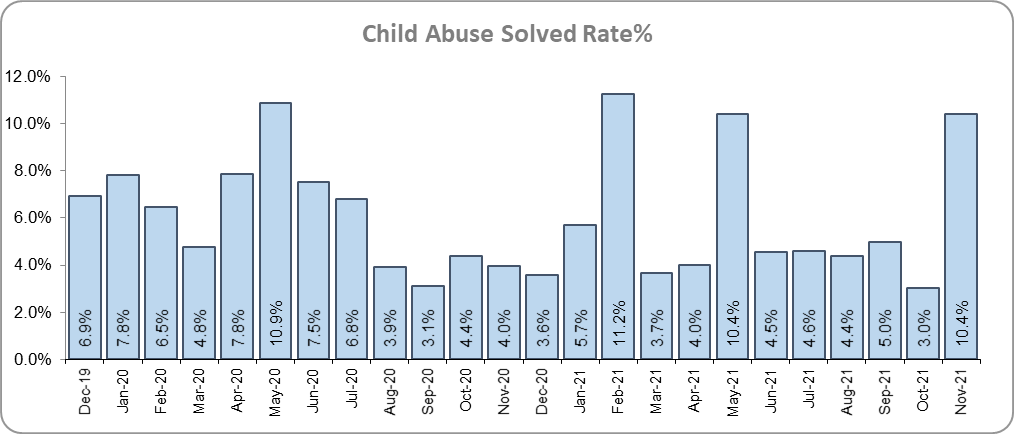 Child Abuse Solved Rate%
12.0%
10.0%
8.0%
6.0%
4.0%
2.0%
0.0%
6.9%
7.8%
6.5%
4.8%
7.8%
10.9%
7.5%
6.8%
3.9%
3.1%
4.4%
4.0%
3.6%
5.7%
11.2%
3.7%
4.0%
10.4%
4.5%
4.6%
4.4%
5.0%
3.0%
10.4%
Dec-19
Jan-20
Feb-20
Mar-20
Apr-20
May-20
Jun-20
Jul-20
Aug-20
Sep-20
Oct-20
Nov-20
Dec-20
Jan-21
Feb-21
Mar-21
Apr-21
May-21
Jun-21
Jul-21
Aug-21
Sep-21
Oct-21
Nov-21